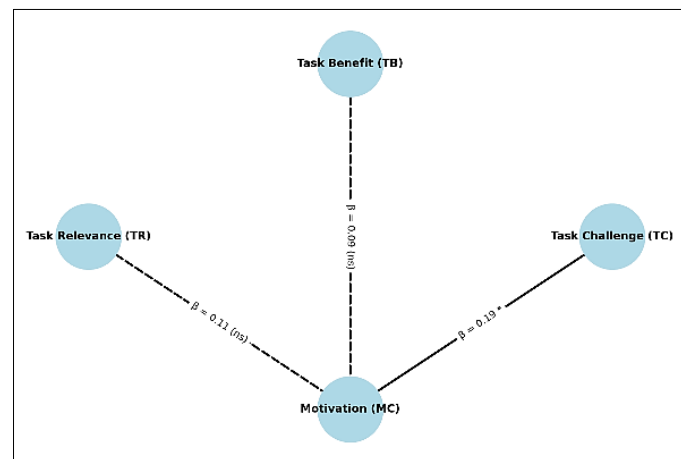 Task Benefit (TB)
β = 0.09 (ns)
Task Relevance (TR)
Task Challenge (TC)
β = 0.11 (ns)
β = 0.19 *
Motivation (MC)